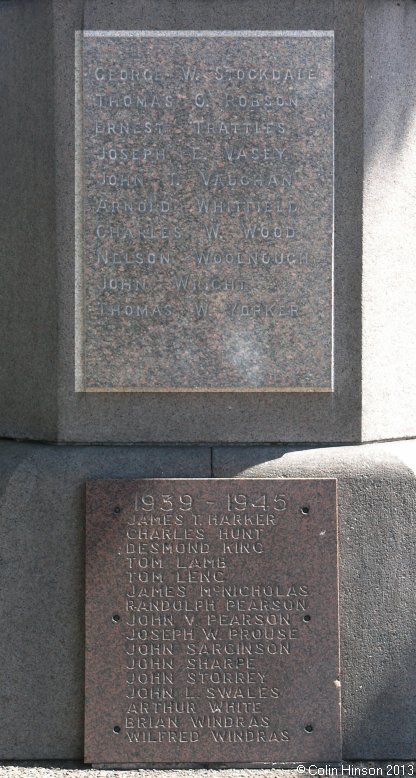 GEORGE W. STOCKDALE
THOMAS O. ROBSON
ERNEST TRATTLES
JOSEPH E. VASEY
JOHN T. VAUGHAN
ARNOLD WHITFIELD
CHARLES W. WOOD
NELSON WOOLNOUGH
JOHN WRIGHT
THOMAS W. YORKER
1939 - 1945
JAMES T. HARKER
CHARLES HUNT
DESMOND KING
TOM LAMB
TOM LENG
JAMES McNICHOLAS
RANDOLPH PEARSON
JOHN V. PEARSON
JOSEPH W. PROUSE
JOHN SARGINSON
JOHN SHARPE
JOHN STORREY
JOHN L. SWALES
ARTHUR WHITE
BRIAN WINDRAS
WILFRED WINDRAS
© Colin Hinson 2013